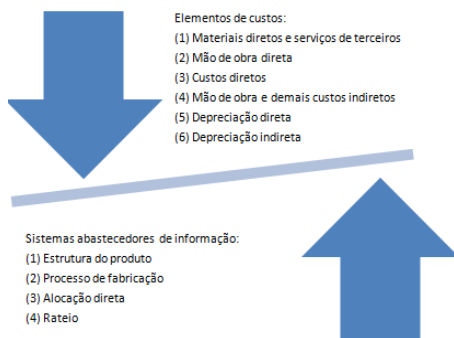 Elementos de custos:
(1) Materiais diretos e serviços de terceiros
(2) Mão de obra direta
(3) Custos diretos
(4) Mão de obra e demais custos indiretos
(5) Depreciação direta
(6) Depreciação indireta
Sistemas abastecedores de informação:
(1) Estrutura do produto
(2) Processo de fabricação
(3) Alocação direta
(4) Rateio